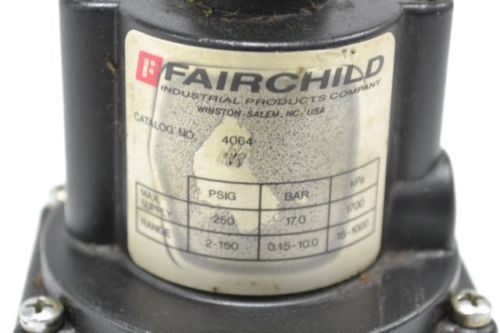 FAIRCHILD
INDUSTRIAL PRODUCTS COMPANY
WINSTON-SALEM, NC, USA
CATALOG NO. 4064
PSIG BAR kPa
MAX. SUPPLY 250 17.0 1700
RANGE 2-150 0.15-10.0 15-1000